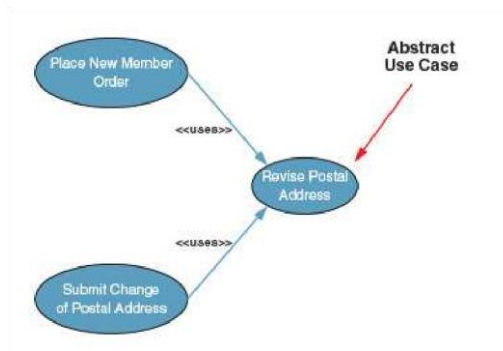 Place New Member
Order
Abstract
Use Case
<<uses>>
Revise Postal
Address
<<uses>>
Submit Change
of Postal Address